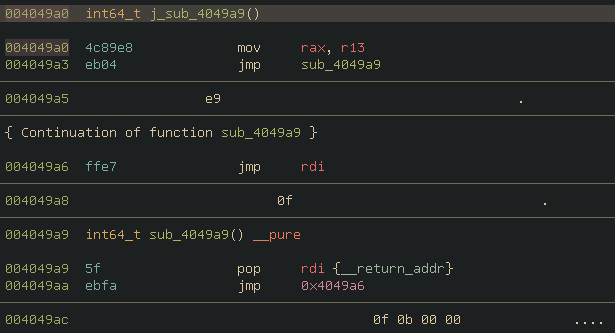 004049a0 int64_t j_sub_4049a9()
004049a0 4c89e8 mov rax, r13
004049a3 eb04 jmp sub_4049a9
004049a5 e9 .
{ Continuation of function sub_4049a9 }
004049a6 ffe7 jmp rdi
004049a8 0f .
004049a9 int64_t sub_4049a9() __pure
004049a9 5f pop rdi {__return_addr}
004049aa ebfa jmp 0x4049a6
004049ac 0f 0b 00 00 ....